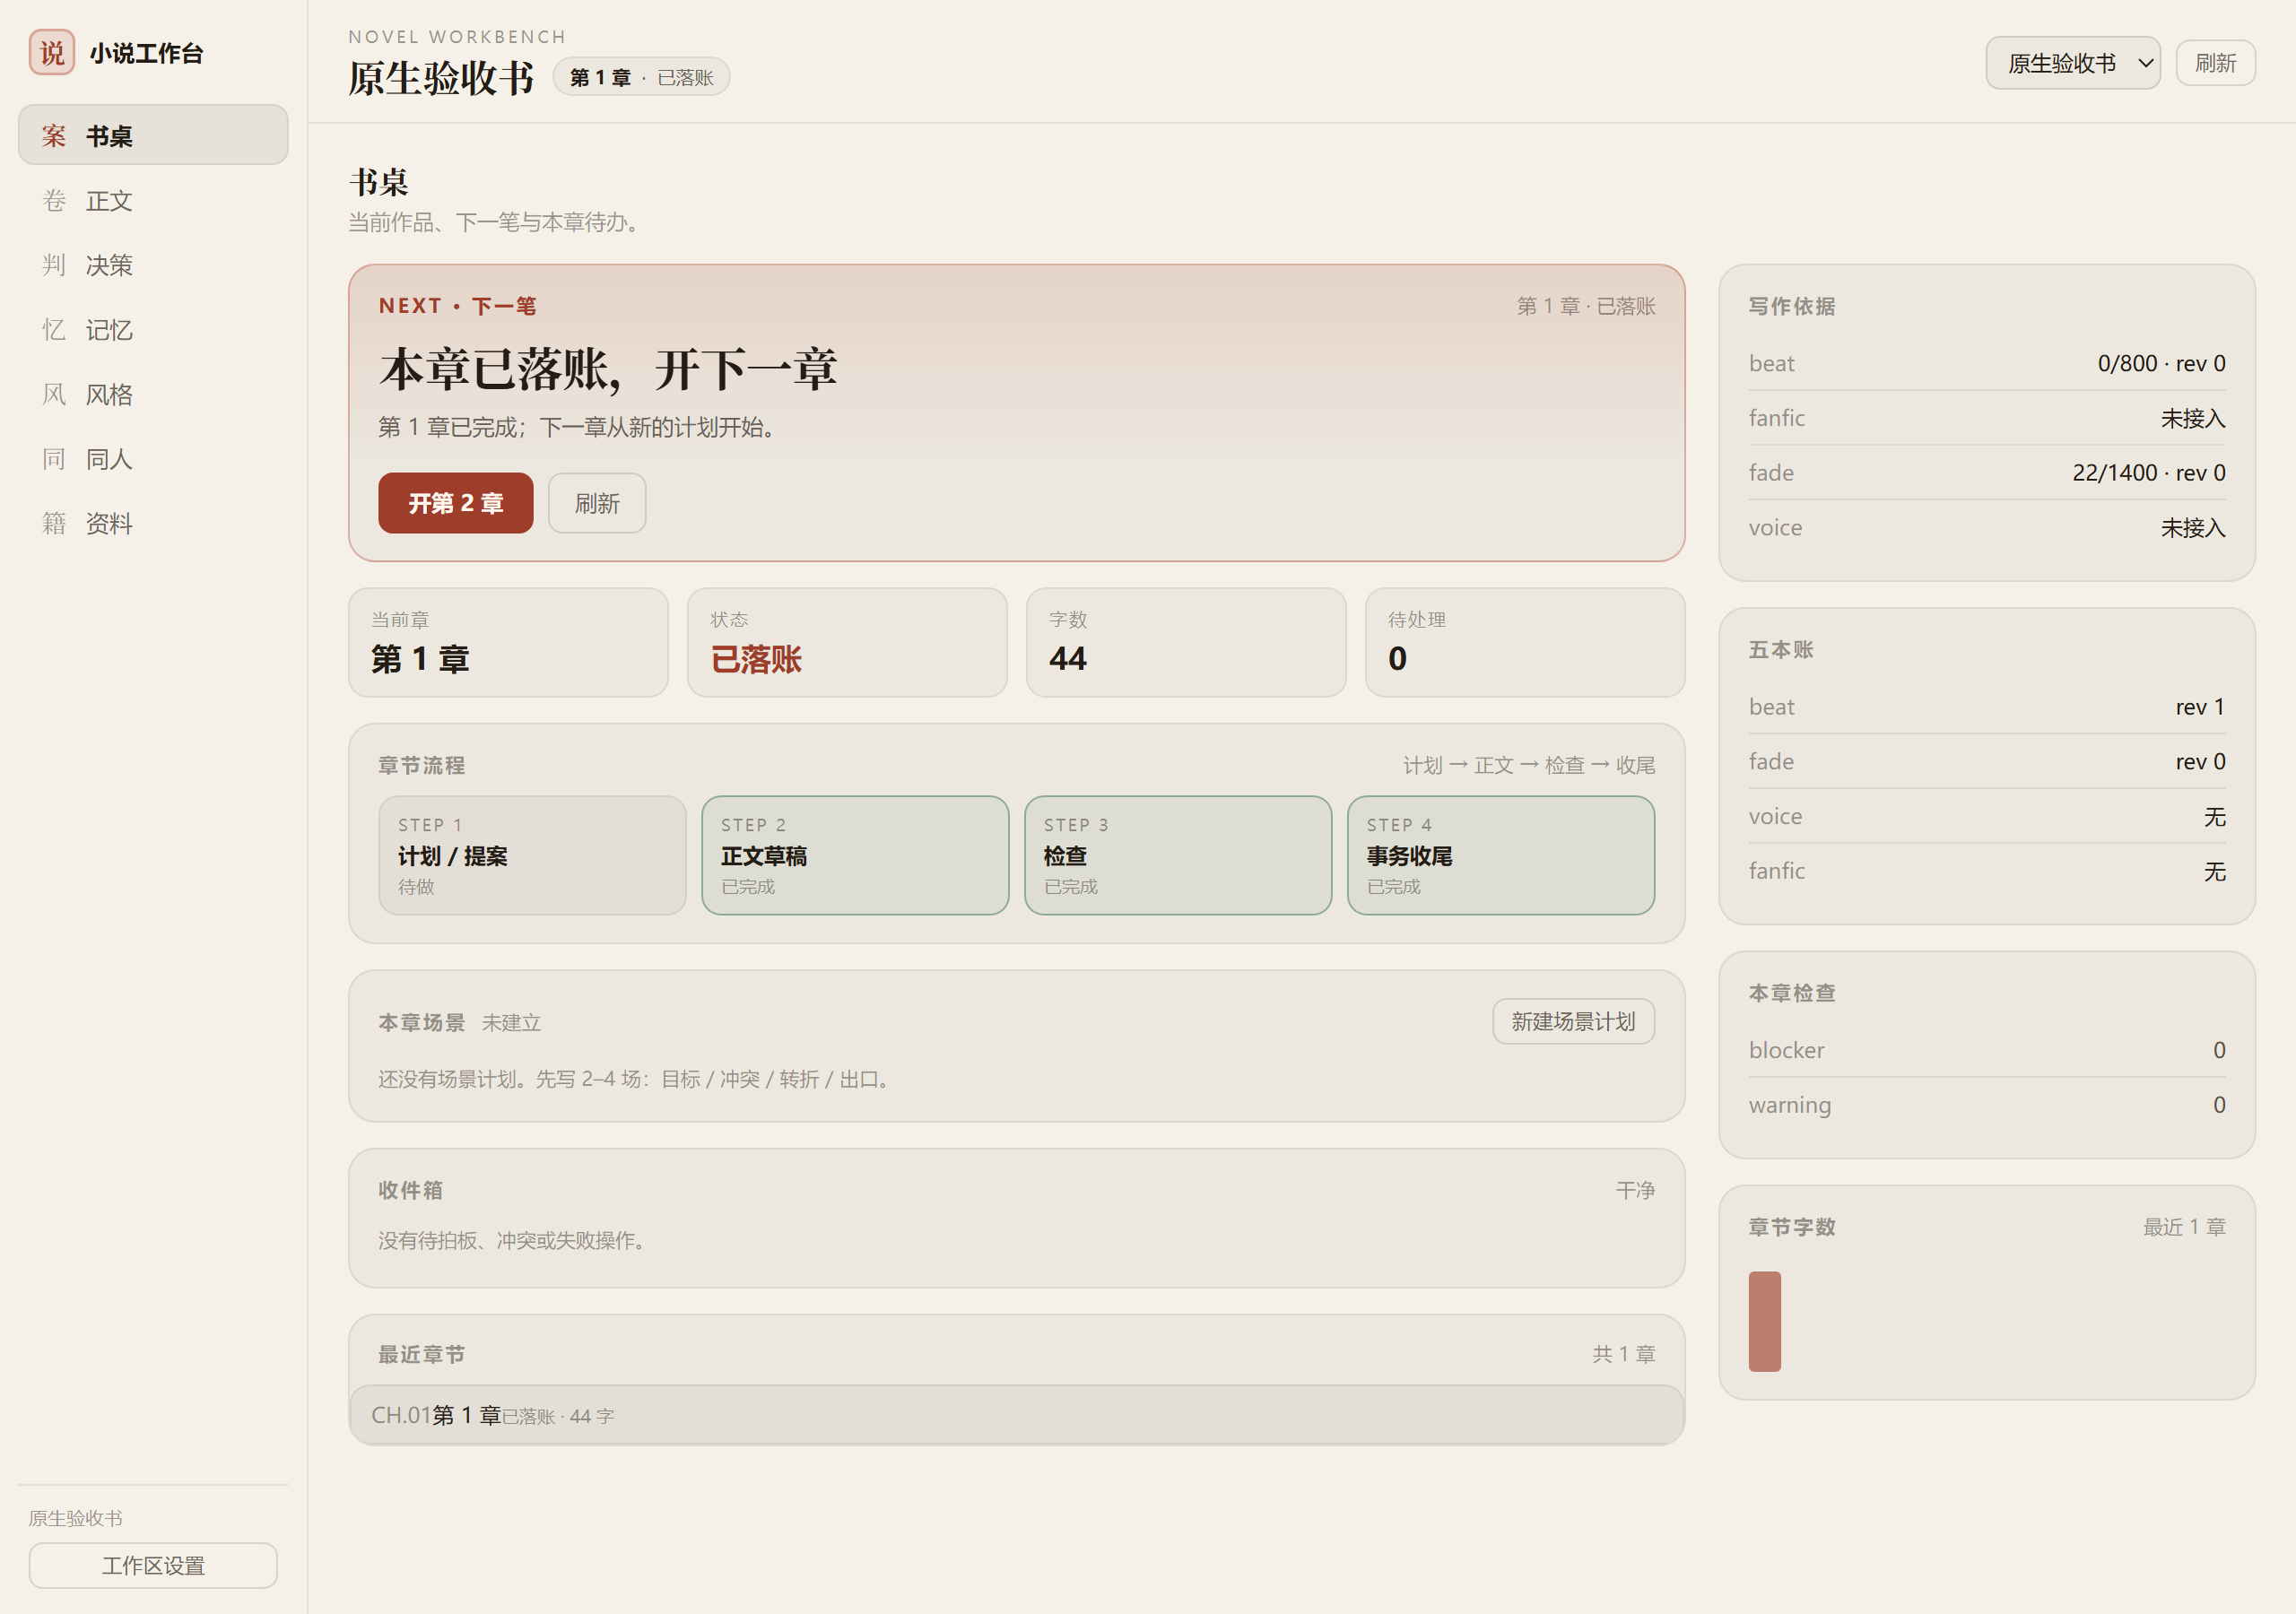 说 小说工作台
案 书桌
卷 正文
判 决策
忆 记忆
风 风格
同 同人
籍 资料
原生验收书
工作区设置
NOVEL WORKBENCH
原生验收书 第 1 章 · 已落账
原生验收书 刷新
书桌
当前作品、下一笔与本章待办。
NEXT · 下一笔 第 1 章 · 已落账
本章已落账，开下一章
第 1 章已完成；下一章从新的计划开始。
开第 2 章 刷新
当前章
第 1 章
状态
已落账
字数
44
待处理
0
章节流程 计划 → 正文 → 检查 → 收尾
STEP 1
计划 / 提案
待做
STEP 2
正文草稿
已完成
STEP 3
检查
已完成
STEP 4
事务收尾
已完成
本章场景 未建立 新建场景计划
还没有场景计划。先写 2–4 场：目标 / 冲突 / 转折 / 出口。
收件箱 干净
没有待拍板、冲突或失败操作。
最近章节 共 1 章
CH.01第 1 章已落账 · 44 字
写作依据
beat 0/800 · rev 0
fanfic 未接入
fade 22/1400 · rev 0
voice 未接入
五本账
beat rev 1
fade rev 0
voice 无
fanfic 无
本章检查
blocker 0
warning 0
章节字数 最近 1 章